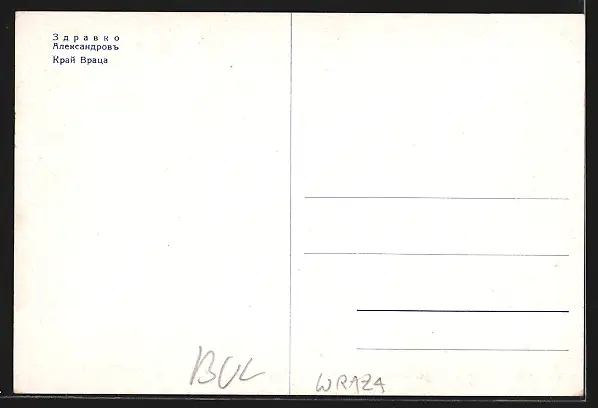 Здравко
Александровъ
Край Враца
BUL
WRAZA